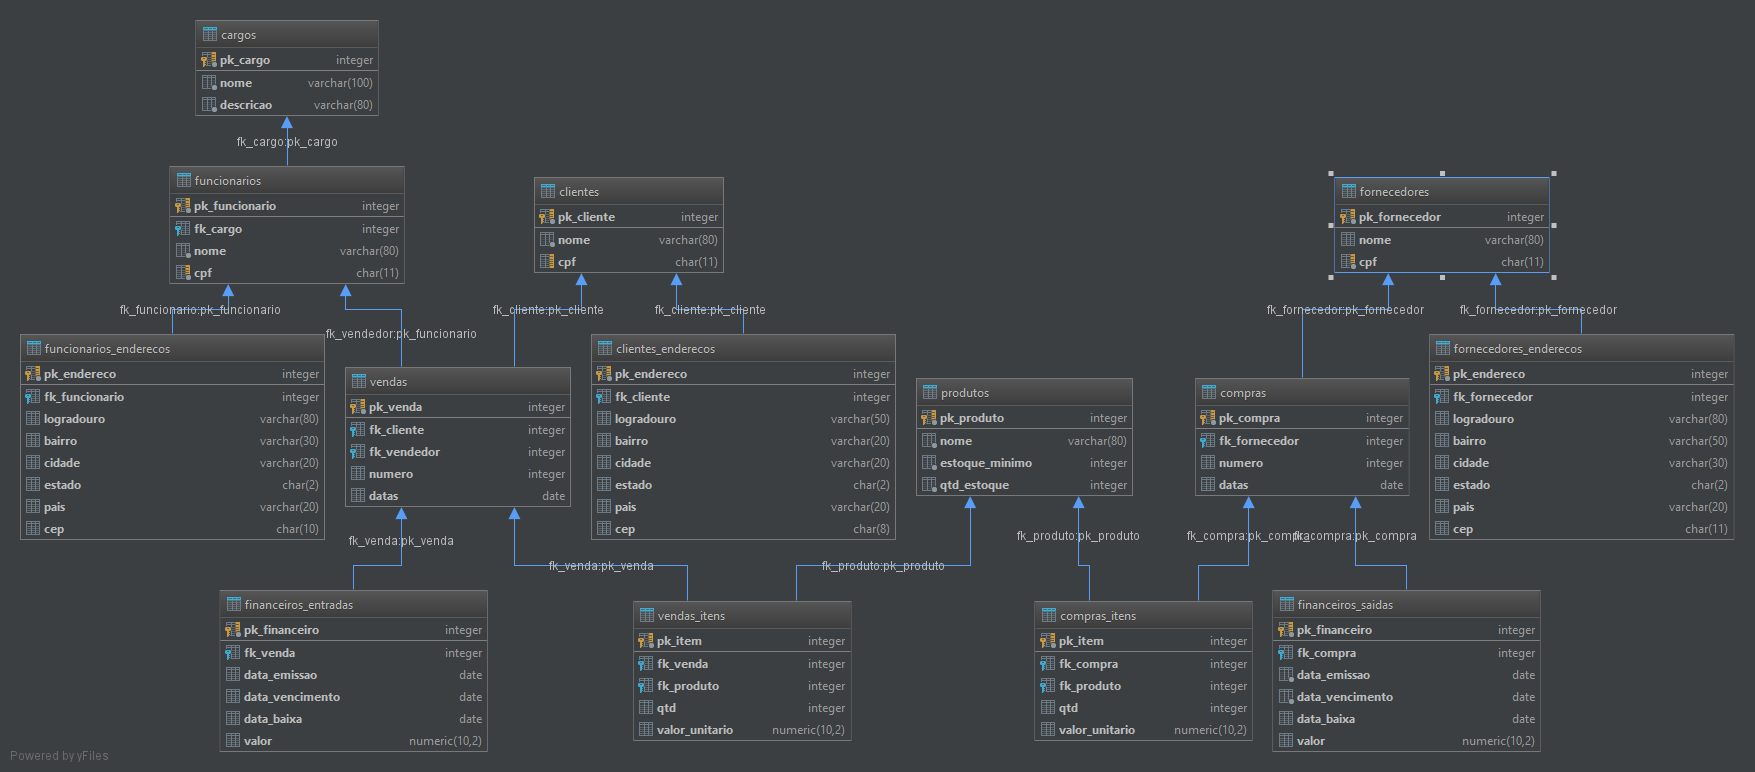 cargos
pk_cargo integer
nome varchar(100)
descricao varchar(80)
fk_cargo:pk_cargo
funcionarios
pk_funcionario integer
fk_cargo integer
nome varchar(80)
cpf char(11)
clientes
pk_cliente integer
nome varchar(80)
cpf char(11)
fornecedores
pk_fornecedor integer
nome varchar(80)
cpf char(11)
fk_funcionario:pk_funcionario
fk_vendedor:pk_funcionario
fk_cliente:pk_cliente
fk_cliente:pk_cliente
fk_fornecedor:pk_fornecedor
fk_fornecedor:pk_fornecedor
funcionarios_enderecos
pk_endereco integer
fk_funcionario integer
logradouro varchar(80)
bairro varchar(30)
cidade varchar(20)
estado char(2)
pais varchar(20)
cep char(10)
vendas
pk_venda integer
fk_cliente integer
fk_vendedor integer
numero integer
datas date
clientes_enderecos
pk_endereco integer
fk_cliente integer
logradouro varchar(50)
bairro varchar(20)
cidade varchar(20)
estado char(2)
pais varchar(20)
cep char(8)
produtos
pk_produto integer
nome varchar(80)
estoque_minimo integer
qtd_estoque integer
compras
pk_compra integer
fk_fornecedor integer
numero integer
datas date
fornecedores_enderecos
pk_endereco integer
fk_fornecedor integer
logradouro varchar(80)
bairro varchar(50)
cidade varchar(30)
estado char(2)
pais varchar(20)
cep char(11)
fk_venda:pk_venda
fk_venda:pk_venda
fk_produto:pk_produto
fk_produto:pk_produto
fk_compra:pk_compra
fk_compra:pk_compra
financeiros_entradas
pk_financeiro integer
fk_venda integer
data_emissao date
data_vencimento date
data_baixa date
valor numeric(10,2)
vendas_itens
pk_item integer
fk_venda integer
fk_produto integer
qtd integer
valor_unitario numeric(10,2)
compras_itens
pk_item integer
fk_compra integer
fk_produto integer
qtd integer
valor_unitario numeric(10,2)
financeiros_saidas
pk_financeiro integer
fk_compra integer
data_emissao date
data_vencimento date
data_baixa date
valor numeric(10,2)
Powered by yFiles